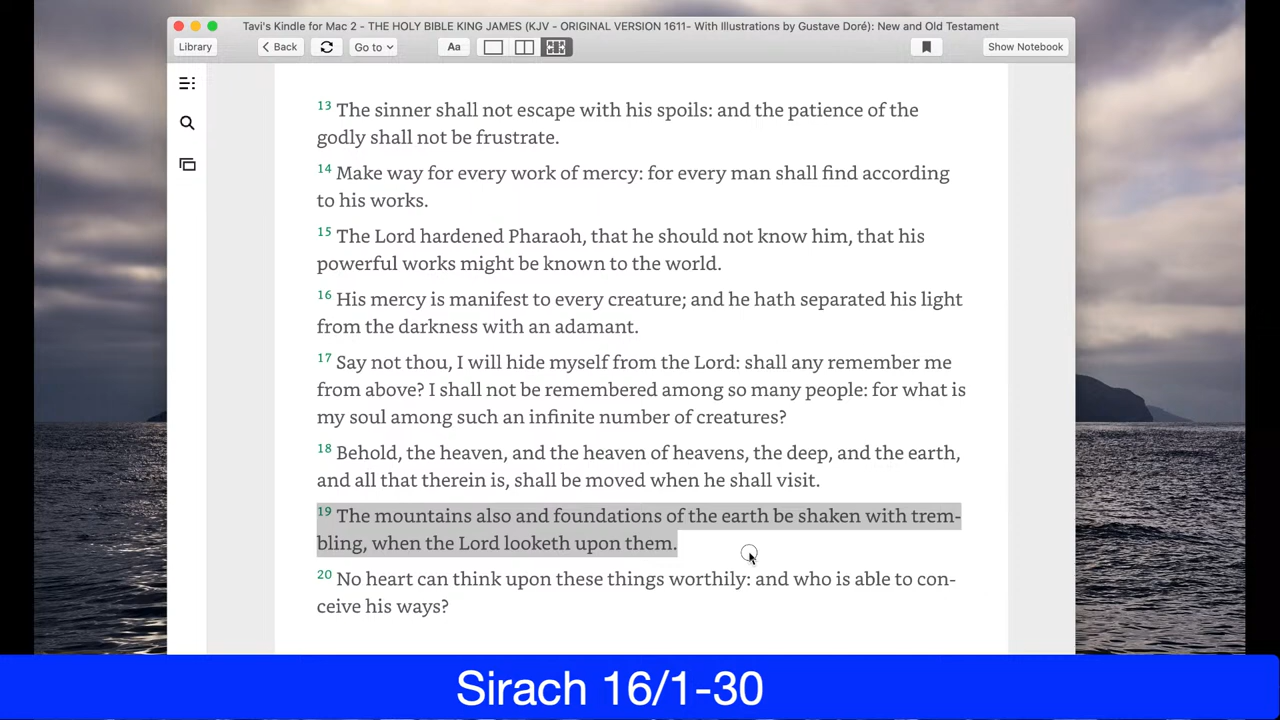 Tavi's Kindle for Mac 2 - THE HOLY BIBLE KING JAMES (KJV - ORIGINAL VERSION 1611- With Illustrations by Gustave Doré): New and Old Testament
Library
Back
Go to
Aa
Show Notebook
13 The sinner shall not escape with his spoils: and the patience of the
godly shall not be frustrate.
14 Make way for every work of mercy: for every man shall find according
to his works.
15 The Lord hardened Pharaoh, that he should not know him, that his
powerful works might be known to the world.
16 His mercy is manifest to every creature; and he hath separated his light
from the darkness with an adamant.
17 Say not thou, I will hide myself from the Lord: shall any remember me
from above? I shall not be remembered among so many people: for what is
my soul among such an infinite number of creatures?
18 Behold, the heaven, and the heaven of heavens, the deep, and the earth,
and all that therein is, shall be moved when he shall visit.
19 The mountains also and foundations of the earth be shaken with trem-
bling, when the Lord looketh upon them.
20 No heart can think upon these things worthily: and who is able to con-
ceive his ways?
Sirach 16/1-30